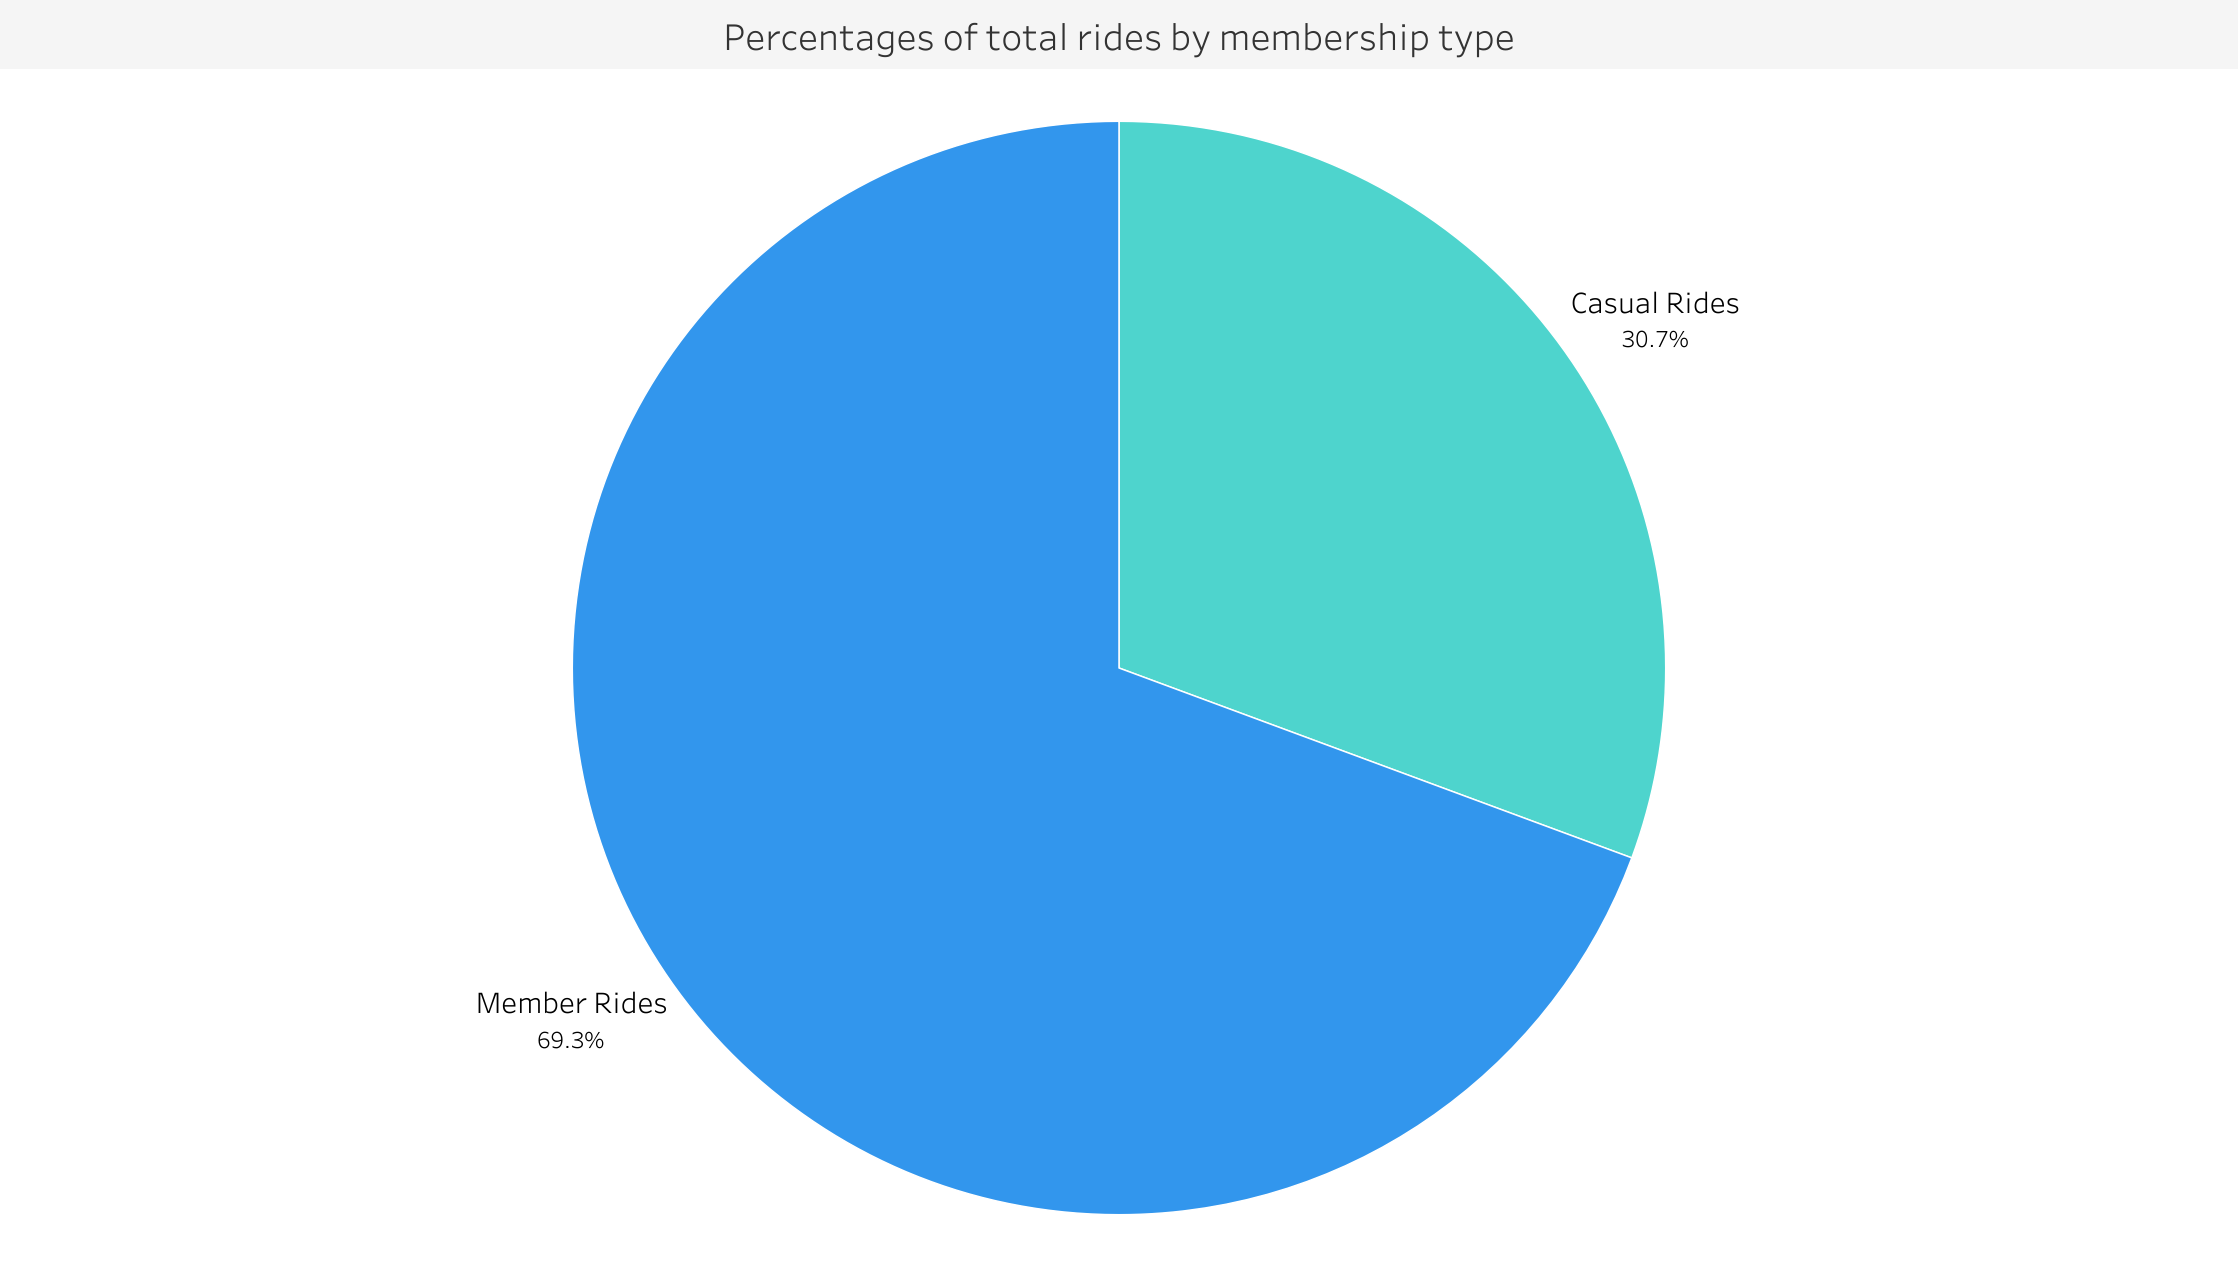 Percentages of total rides by membership type
Casual Rides
30.7%
Member Rides
69.3%